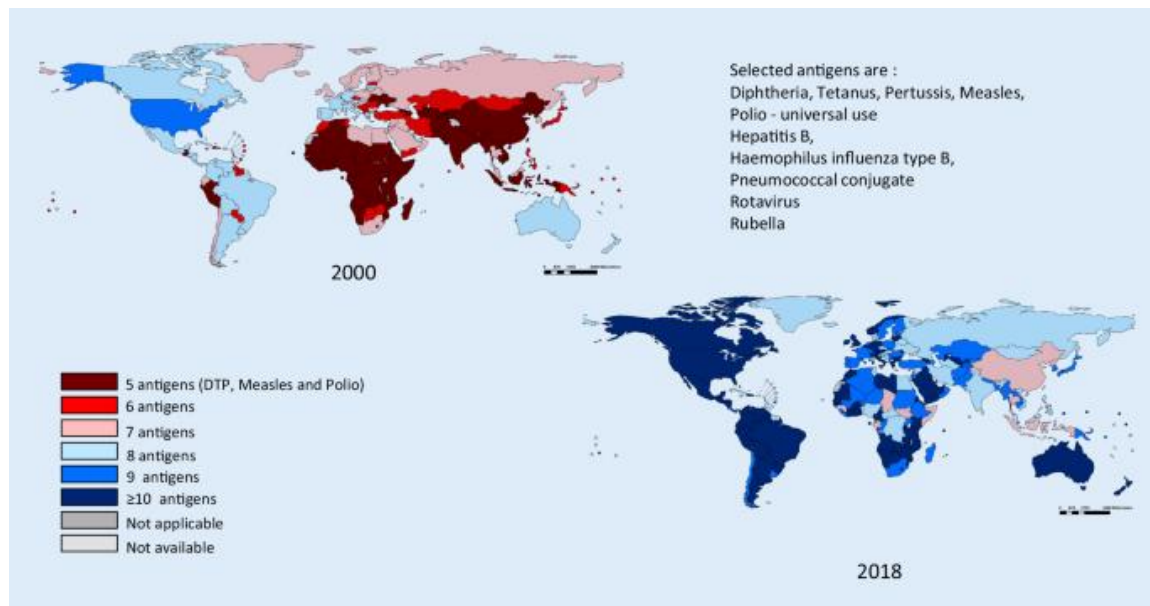 Selected antigens are :
Diphtheria, Tetanus, Pertussis, Measles,
Polio - universal use
Hepatitis B,
Haemophilus influenza type B,
Pneumococcal conjugate
Rotavirus
Rubella
2000
5 antigens (DTP, Measles and Polio)
6 antigens
7 antigens
8 antigens
9 antigens
≥10 antigens
Not applicable
Not available
2018